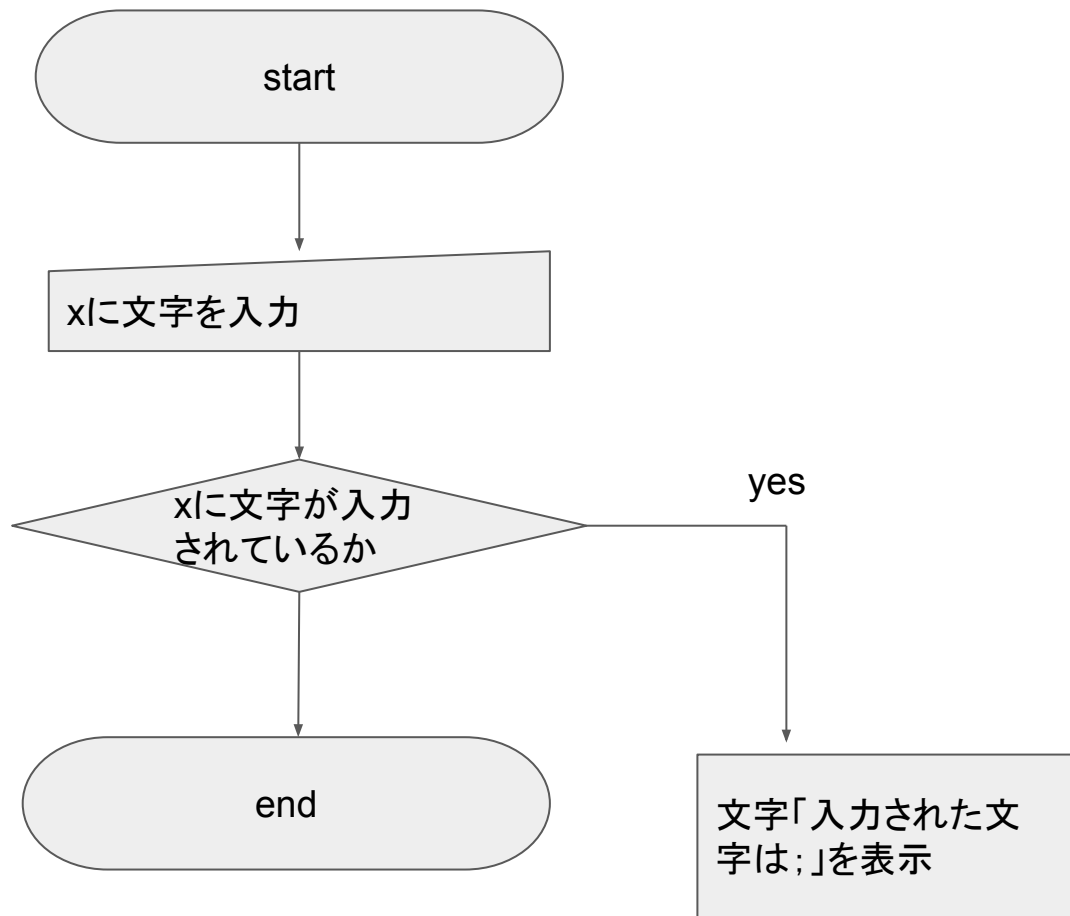 start
xに文字を入力
xに文字が入力
されているか
yes
end
文字「入力された文
字は；」を表示